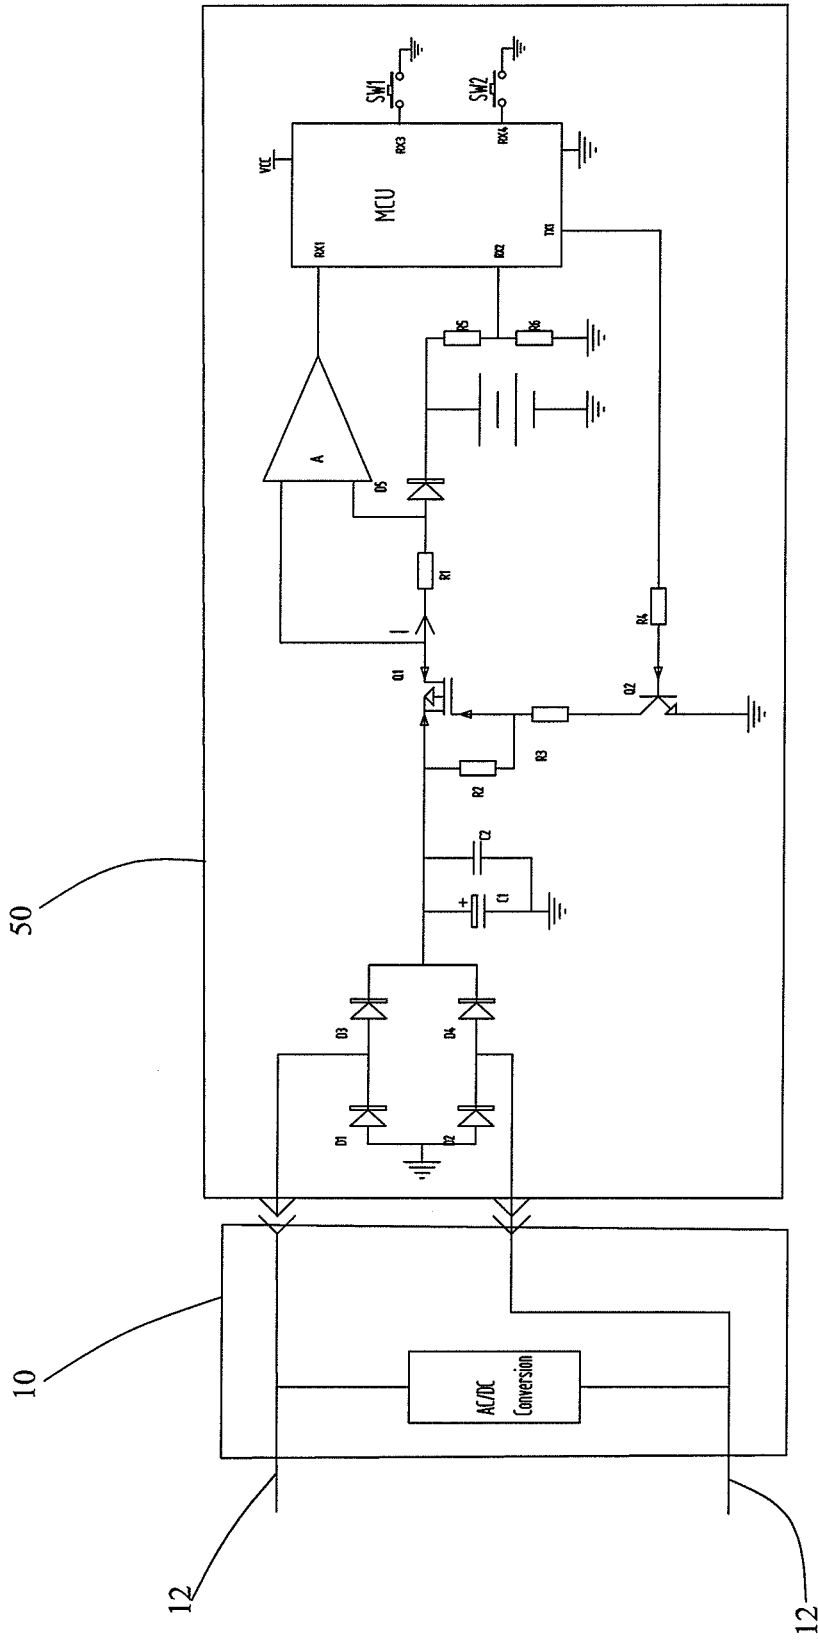 50
10
12
12
AC/DC
Conversion
D1
D2
D3
D4
+
C1
C2
R2
R3
Q1
Q2
I
R1
R4
D5
A
R5
R6
RX1
RX2
TX1
MCU
VCC
RX3
RX4
SW1
SW2